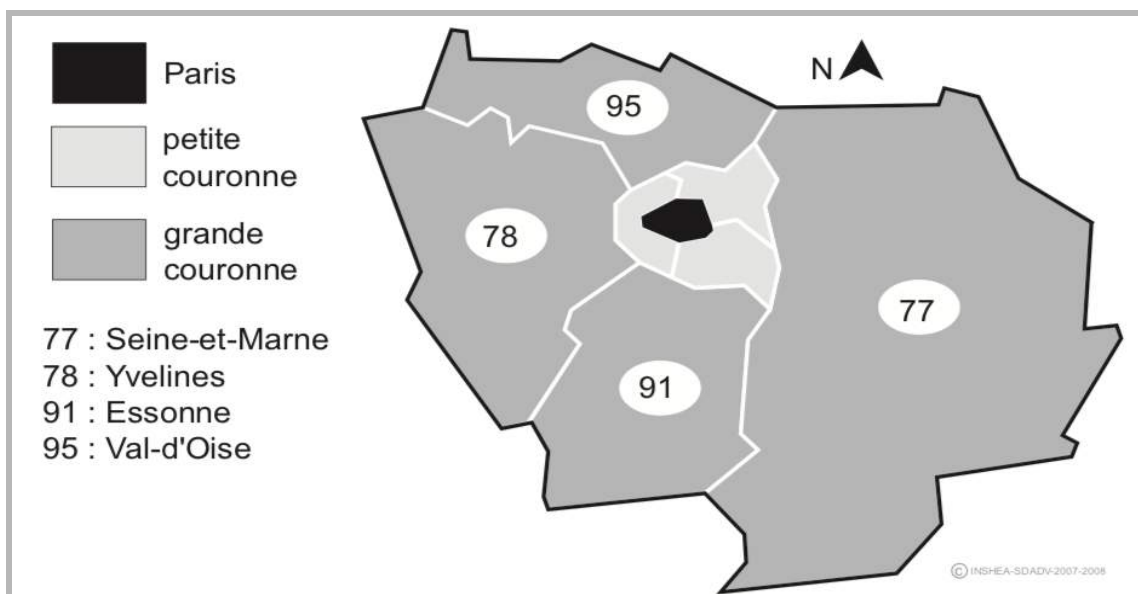 Paris
petite
couronne
grande
couronne
77 : Seine-et-Marne
78 : Yvelines
91 : Essonne
95 : Val-d'Oise
N
95
78
77
91
© INSHEA-SDADV-2007-2008